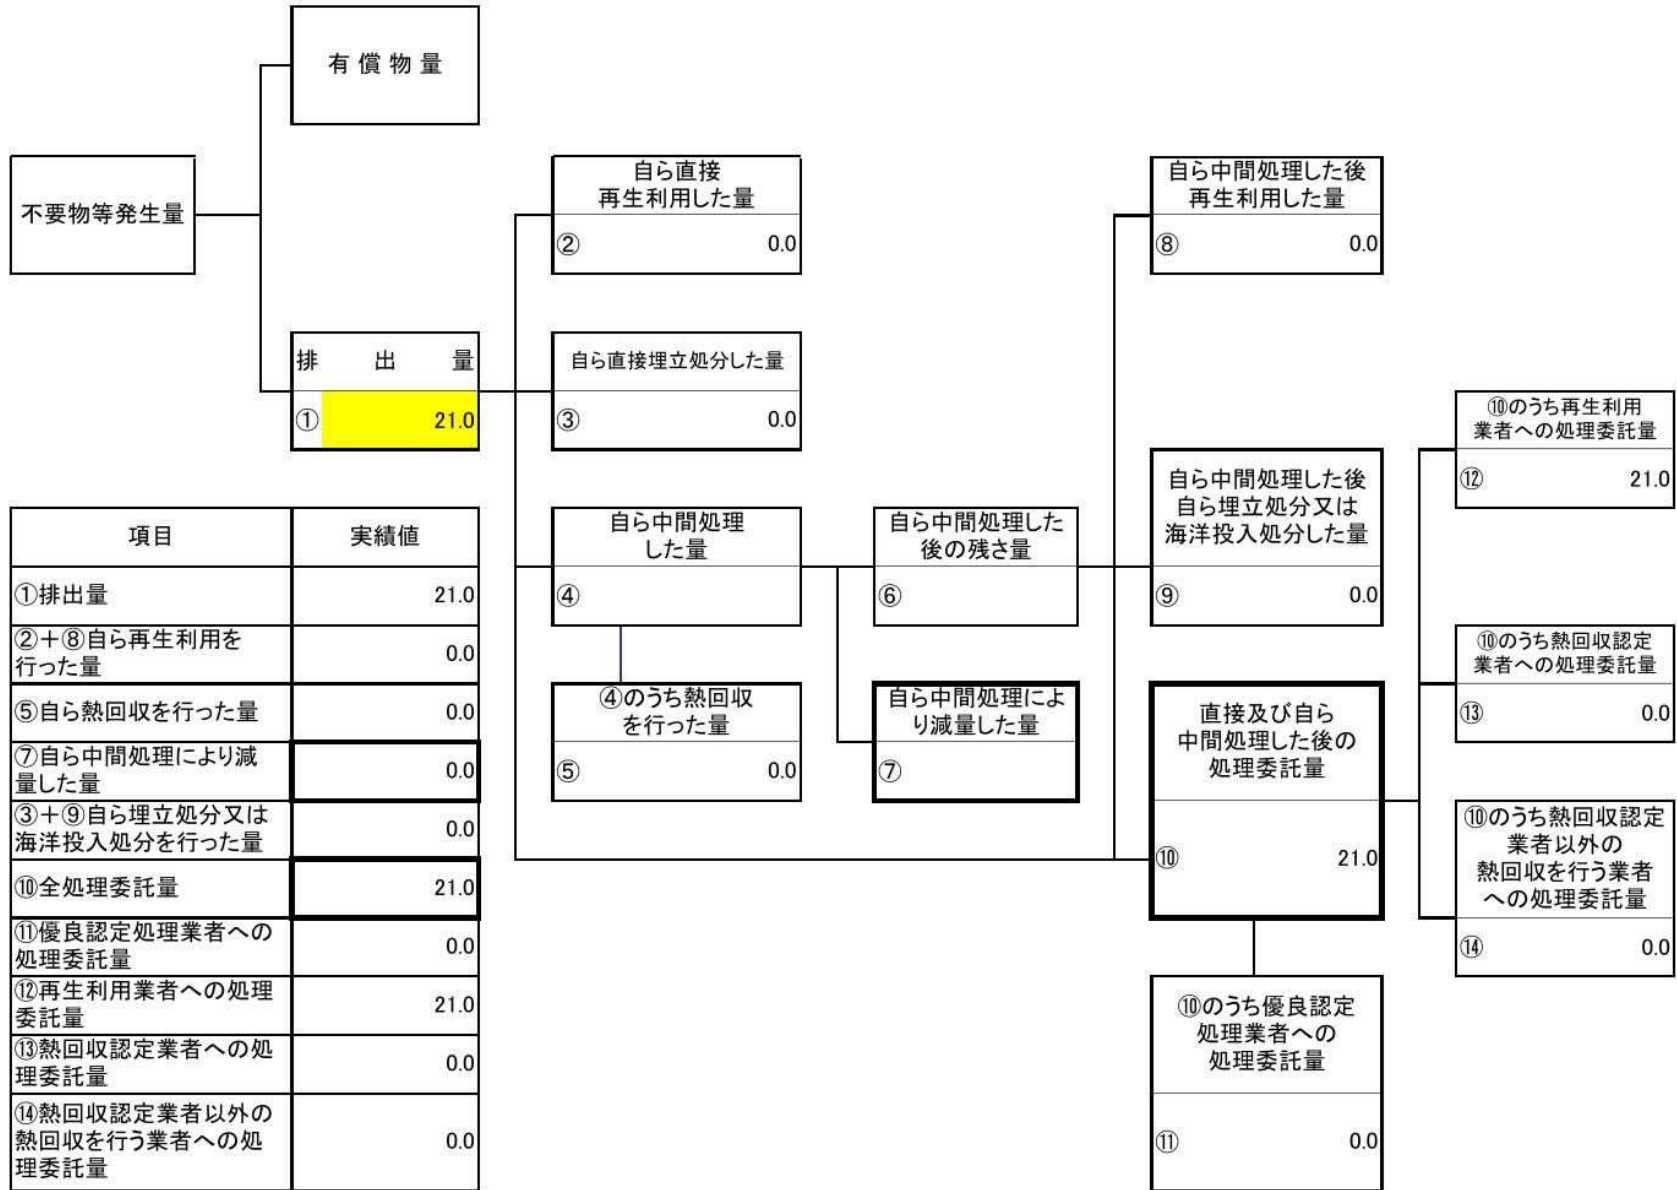 有償物量
不要物等発生量
排出量
① 21.0
自ら直接
再生利用した量
② 0.0
自ら直接埋立処分した量
③ 0.0
自ら中間処理
した量
④
④のうち熱回収
を行った量
⑤ 0.0
自ら中間処理した
後の残さ量
⑥
自ら中間処理によ
り減量した量
⑦
自ら中間処理した後
再生利用した量
⑧ 0.0
自ら中間処理した後
自ら埋立処分又は
海洋投入処分した量
⑨ 0.0
直接及び自ら
中間処理した後の
処理委託量
⑩ 21.0
⑩のうち優良認定
処理業者への
処理委託量
⑪ 0.0
⑩のうち再生利用
業者への処理委託量
⑫ 21.0
⑩のうち熱回収認定
業者への処理委託量
⑬ 0.0
⑩のうち熱回収認定
業者以外の
熱回収を行う業者
への処理委託量
⑭ 0.0
項目 実績値
①排出量 21.0
②+⑧自ら再生利用を
行った量 0.0
⑤自ら熱回収を行った量 0.0
⑦自ら中間処理により減
量した量 0.0
③+⑨自ら埋立処分又は
海洋投入処分を行った量 0.0
⑩全処理委託量 21.0
⑪優良認定処理業者への
処理委託量 0.0
⑫再生利用業者への処理
委託量 21.0
⑬熱回収認定業者への処
理委託量 0.0
⑭熱回収認定業者以外の
熱回収を行う業者への処
理委託量 0.0